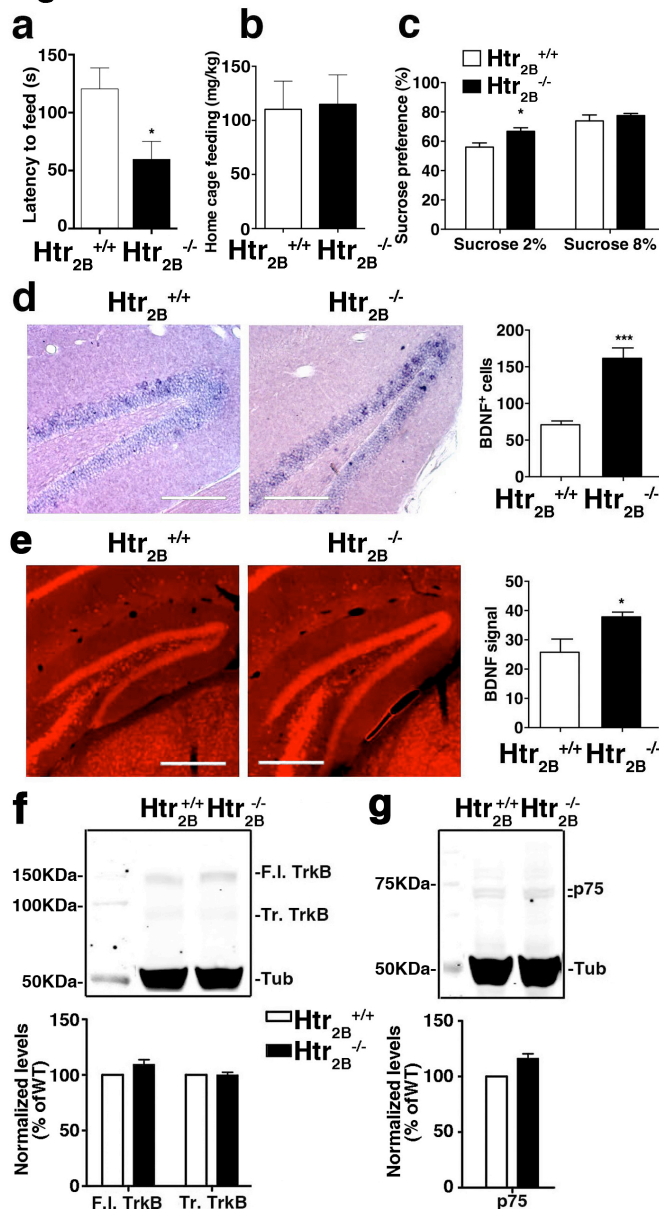 a
b
c
Latency to feed (s)
150
100
50
0
*
Htr2B+/+ Htr2B-/-
Home cage feeding (mg/kg)
150
100
50
0
Htr2B+/+ Htr2B-/-
Htr2B+/+
Htr2B-/-
Sucrose preference (%)
100
80
60
40
20
0
*
Sucrose 2% Sucrose 8%
d
Htr2B+/+ Htr2B-/-
BDNF+ cells
200
150
100
50
0
***
Htr2B+/+ Htr2B-/-
e
Htr2B+/+ Htr2B-/-
BDNF signal
50
40
30
20
10
0
*
Htr2B+/+ Htr2B-/-
f
Htr2B+/+ Htr2B-/-
150KDa-
100KDa-
50KDa-
-F.l. TrkB
-Tr. TrkB
-Tub
Normalized levels
(% ofWT)
150
100
50
0
F.l. TrkB Tr. TrkB
Htr2B+/+
Htr2B-/-
g
Htr2B+/+ Htr2B-/-
75KDa-
50KDa-
=p75
-Tub
Normalized levels
(% ofWT)
150
100
50
0
p75